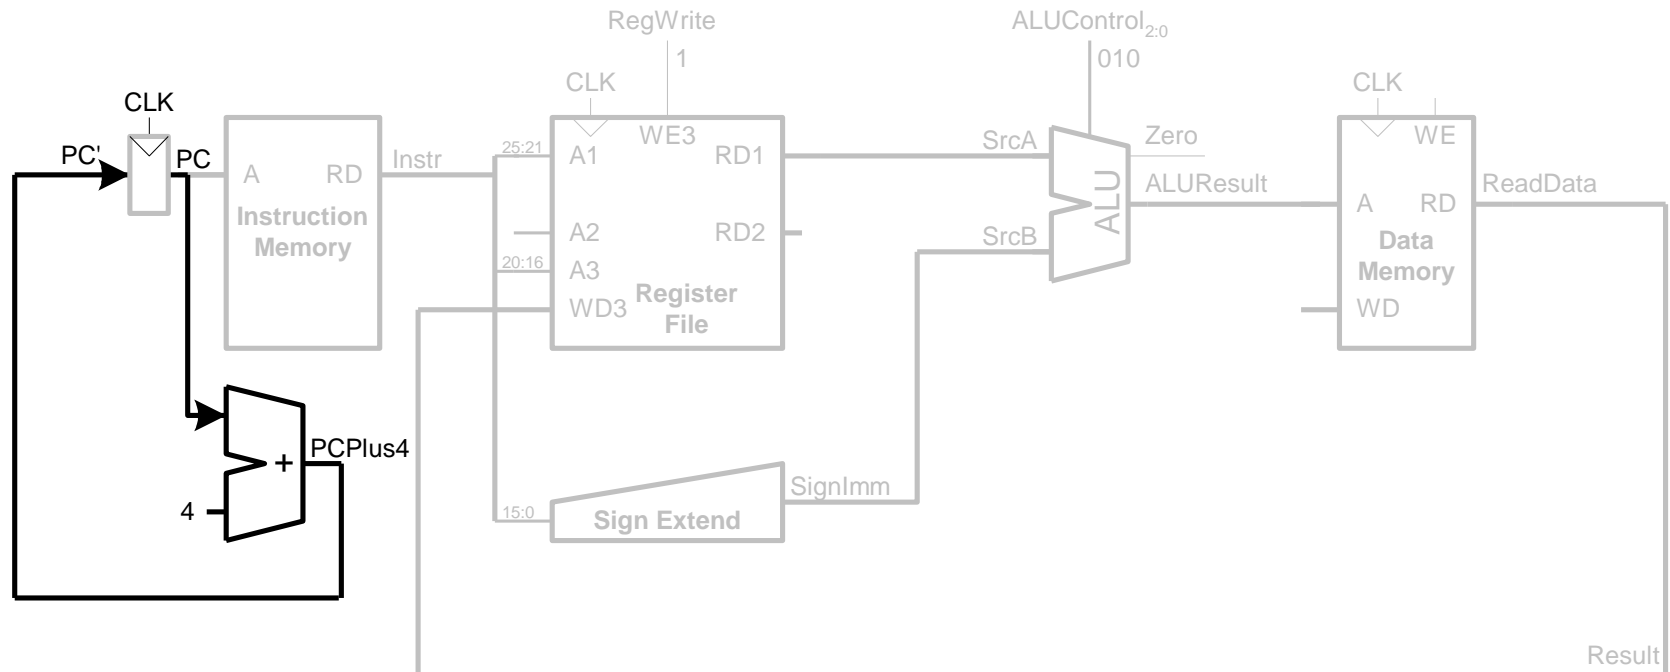 RegWrite
1
ALUControl2:0
010
CLK
PC'
PC
A
RD
Instruction
Memory
Instr
25:21
20:16
15:0
CLK
WE3
A1
RD1
A2
RD2
A3
WD3
Register
File
SrcA
SrcB
ALU
Zero
ALUResult
CLK
WE
A
RD
Data
Memory
WD
ReadData
PCPlus4
+
4
SignImm
Sign Extend
Result